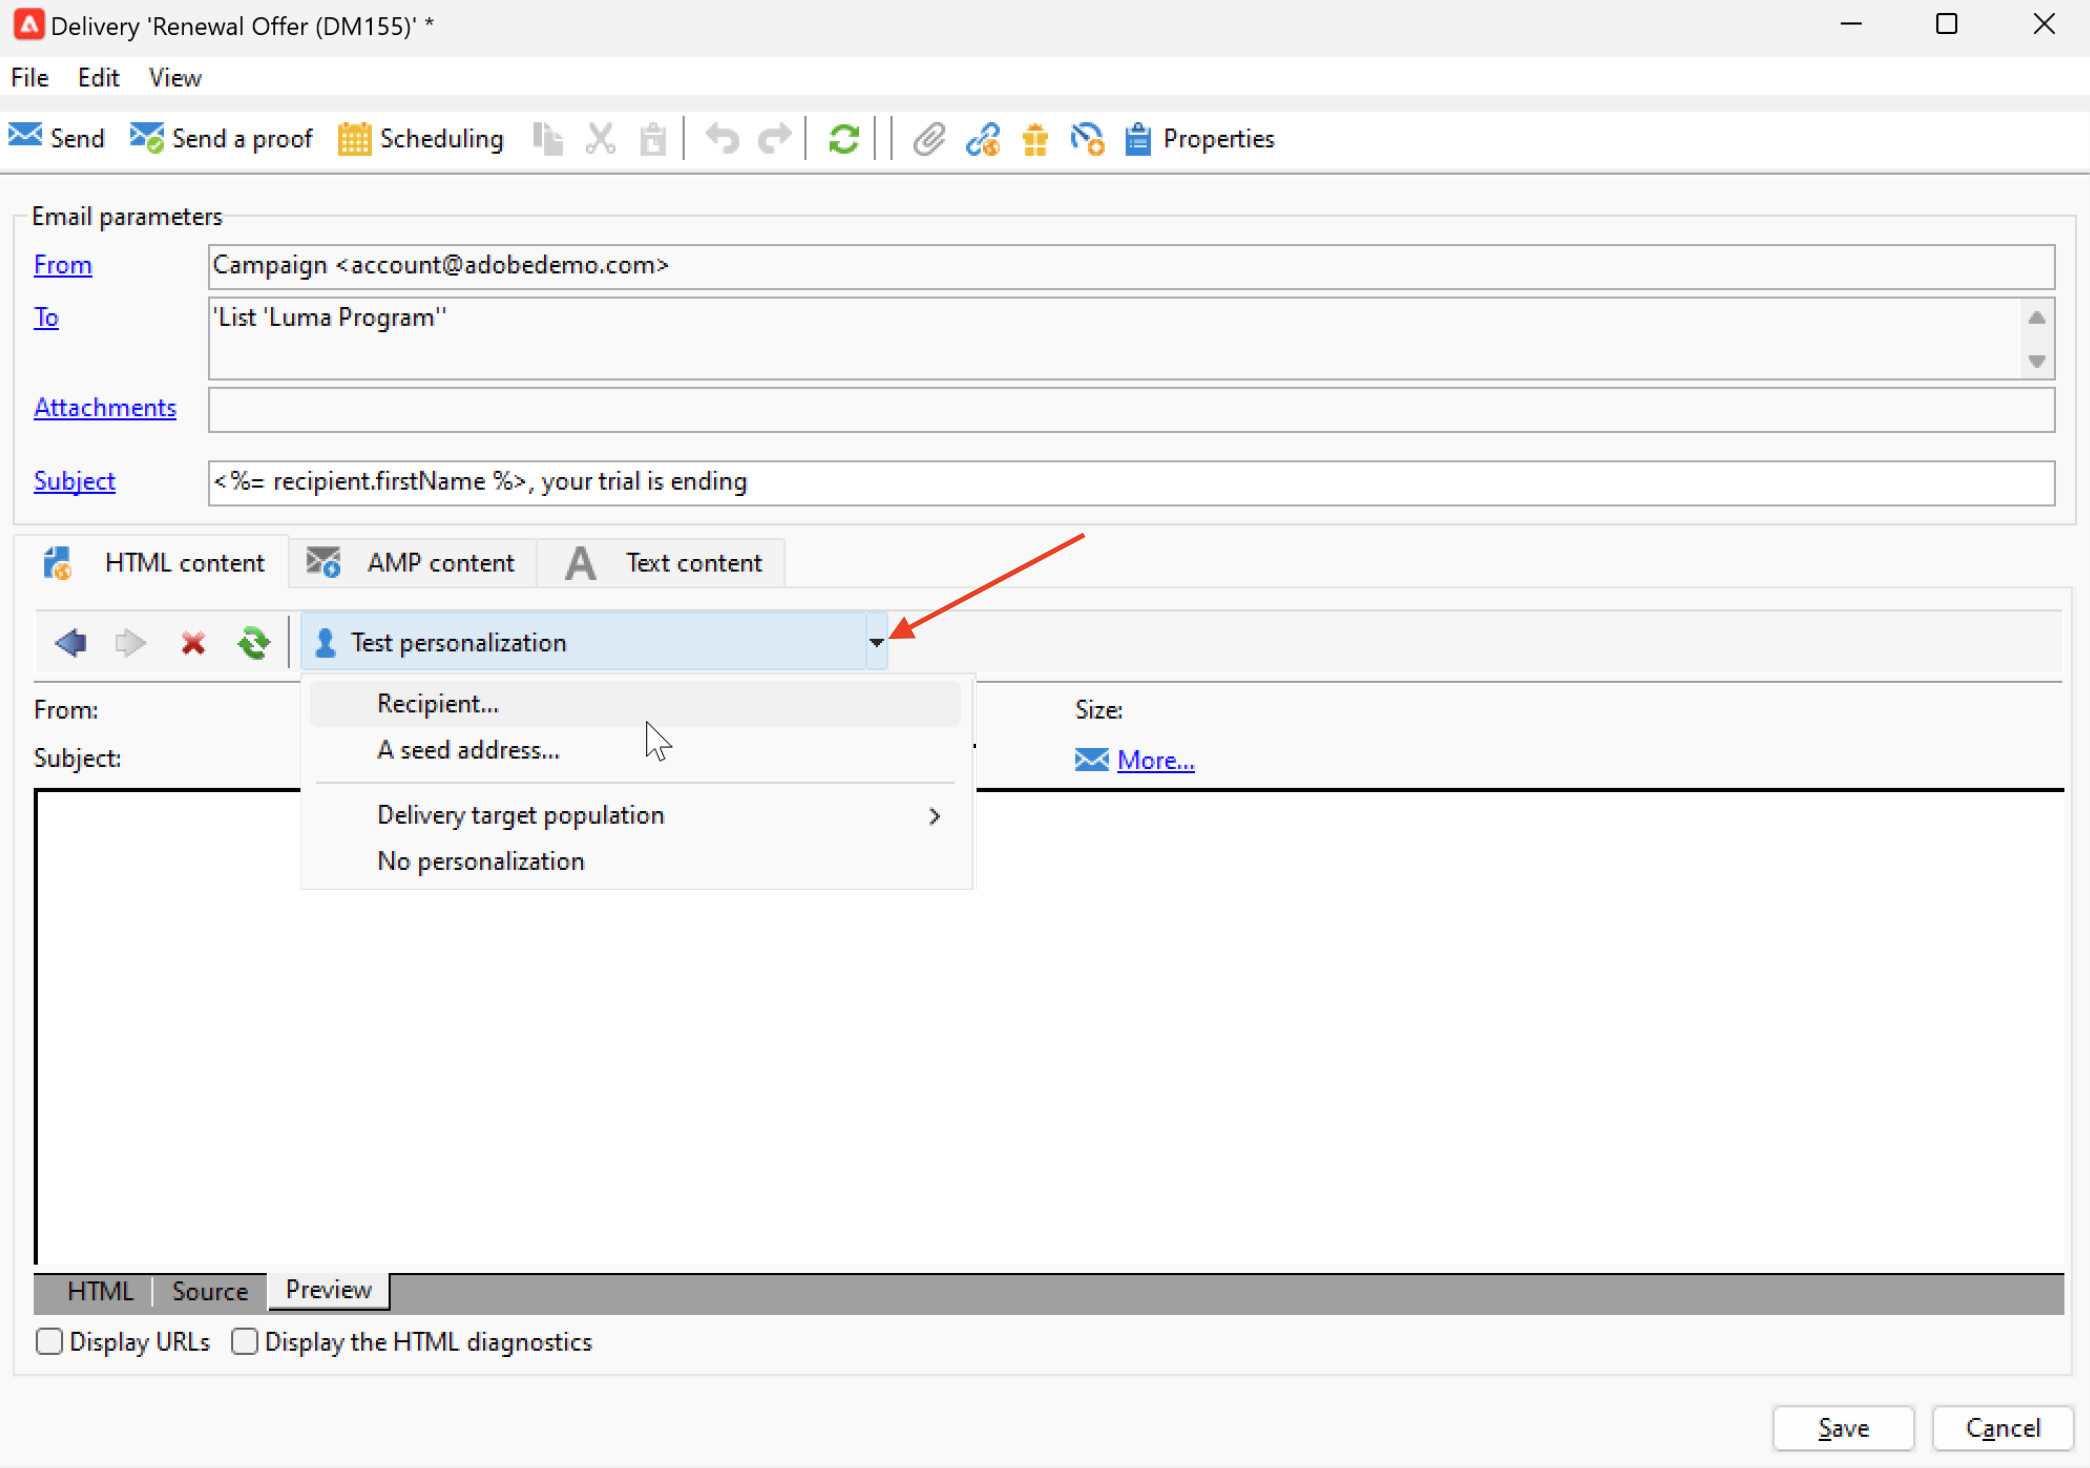 Delivery 'Renewal Offer (DM155)' *
File Edit View
Send Send a proof Scheduling Properties
Email parameters
From Campaign <account@adobedemo.com>
To 'List 'Luma Program''
Attachments
Subject <%= recipient.firstName %>, your trial is ending
HTML content AMP content Text content
Test personalization
Recipient...
From: Size:
A seed address...
Subject: More...
Delivery target population
No personalization
HTML Source Preview
Display URLs Display the HTML diagnostics
Save Cancel